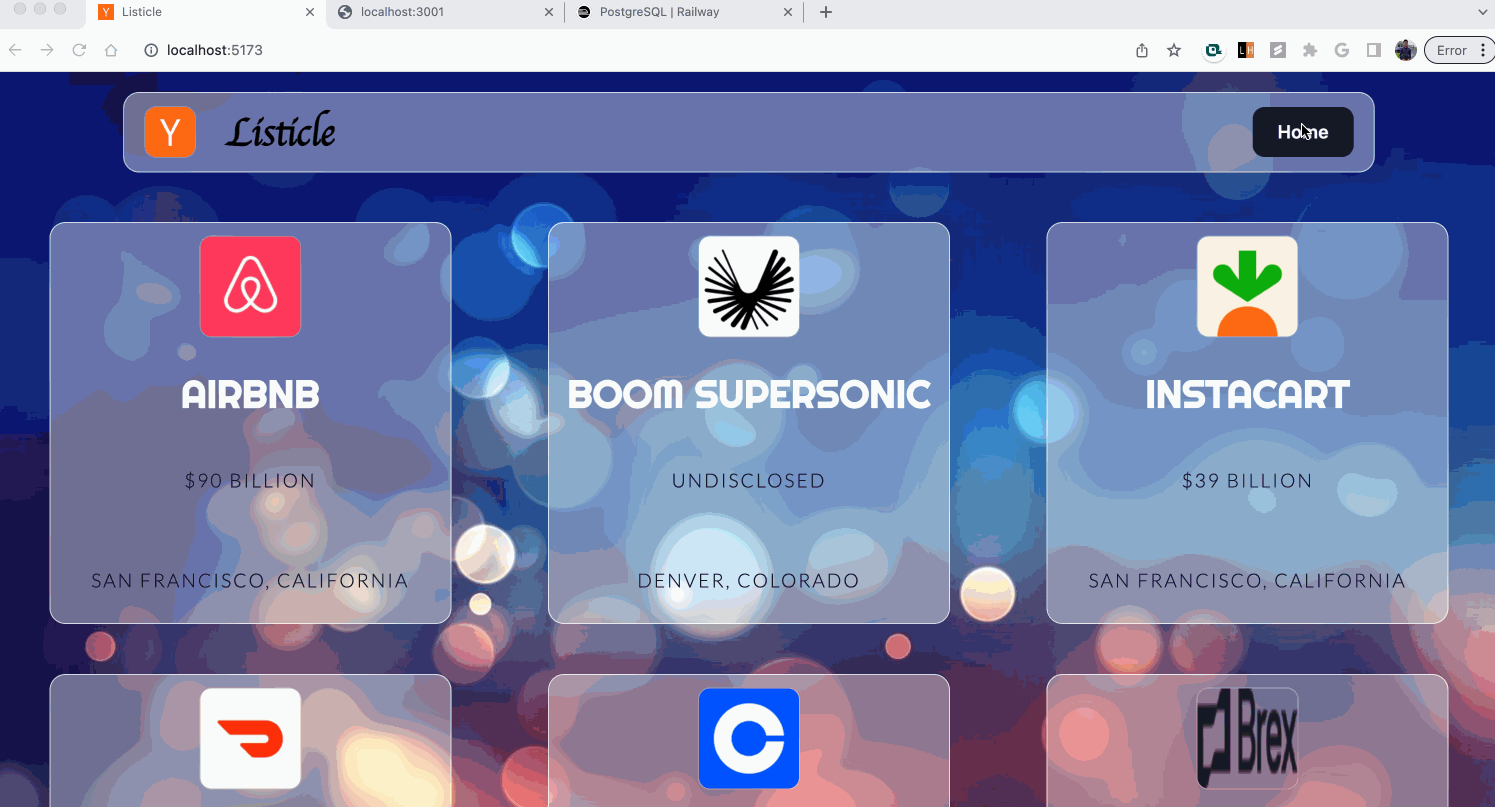 Listicle
localhost:3001
PostgreSQL | Railway
localhost:5173
L H
G
Error
Y
Listicle
Home
AIRBNB
BOOM SUPERSONIC
INSTACART
$90 BILLION
UNDISCLOSED
$39 BILLION
SAN FRANCISCO, CALIFORNIA
DENVER, COLORADO
SAN FRANCISCO, CALIFORNIA
Brex